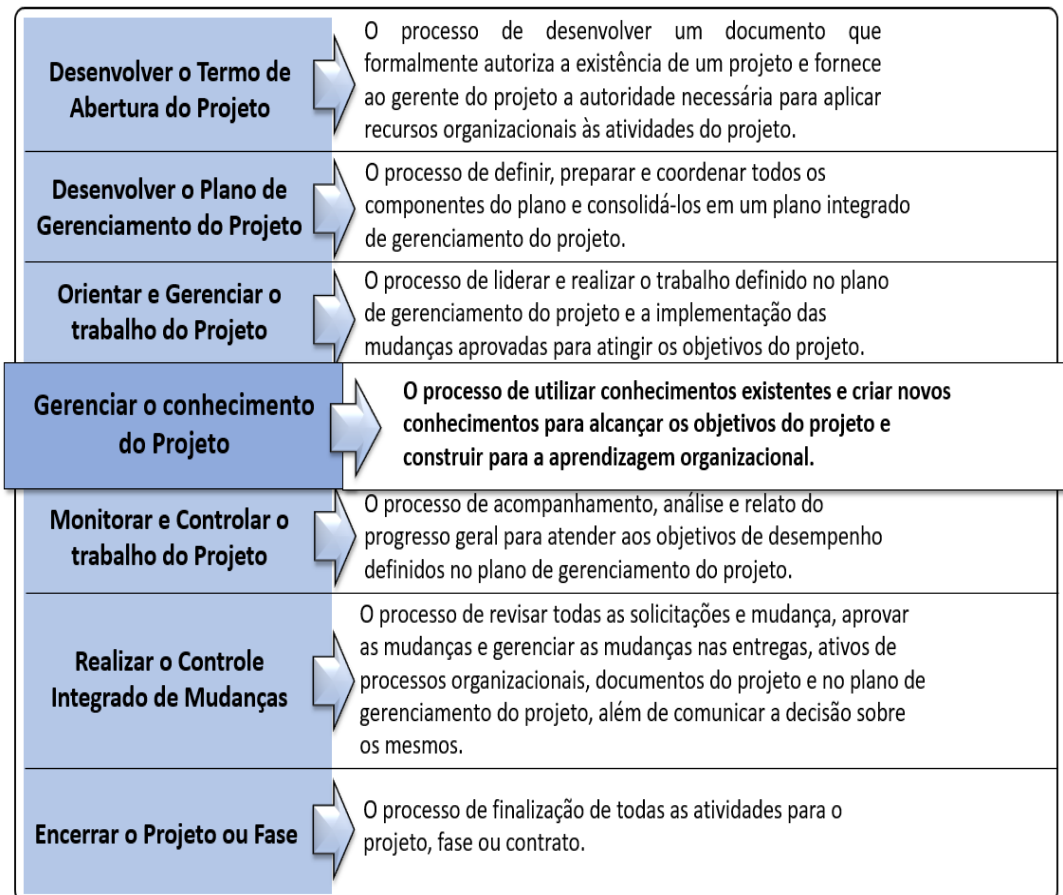 Desenvolver o Termo de
Abertura do Projeto
O processo de desenvolver um documento que
formalmente autoriza a existência de um projeto e fornece
ao gerente do projeto a autoridade necessária para aplicar
recursos organizacionais às atividades do projeto.
Desenvolver o Plano de
Gerenciamento do Projeto
O processo de definir, preparar e coordenar todos os
componentes do plano e consolidá-los em um plano integrado
de gerenciamento do projeto.
Orientar e Gerenciar o
trabalho do Projeto
O processo de liderar e realizar o trabalho definido no plano
de gerenciamento do projeto e a implementação das
mudanças aprovadas para atingir os objetivos do projeto.
Gerenciar o conhecimento
do Projeto
O processo de utilizar conhecimentos existentes e criar novos
conhecimentos para alcançar os objetivos do projeto e
construir para a aprendizagem organizacional.
Monitorar e Controlar o
trabalho do Projeto
O processo de acompanhamento, análise e relato do
progresso geral para atender aos objetivos de desempenho
definidos no plano de gerenciamento do projeto.
Realizar o Controle
Integrado de Mudanças
O processo de revisar todas as solicitações e mudança, aprovar
as mudanças e gerenciar as mudanças nas entregas, ativos de
processos organizacionais, documentos do projeto e no plano de
gerenciamento do projeto, além de comunicar a decisão sobre
os mesmos.
Encerrar o Projeto ou Fase
O processo de finalização de todas as atividades para o
projeto, fase ou contrato.